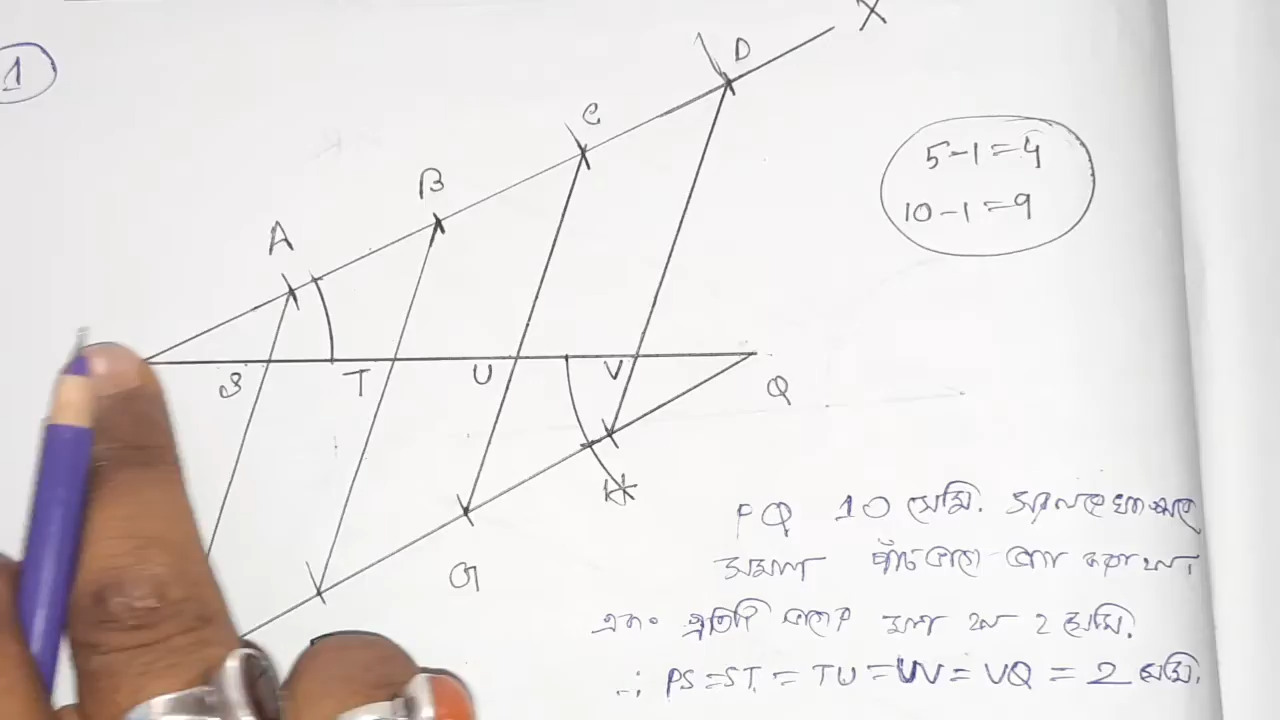 1
X
D
C
B
A
5-1=4
10-1=9
S T U V Q
G
PQ 10 সেমি. সরলরেখাংশকে
সমান পাঁচভাগে ভাগ করা হল।
এবং প্রতিটি ভাগের মান হল 2 সেমি.
∴ PS=ST=TU=UV=VQ=2 সেমি.